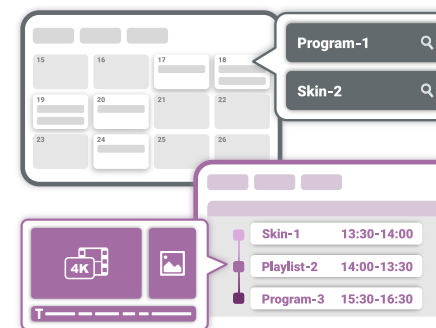 Program-1
Skin-2
15 16 17 18
19 20 21 22
23 24 25 26
Skin-1 13:30-14:00
Playlist-2 14:00-13:30
Program-3 15:30-16:30
4K
T